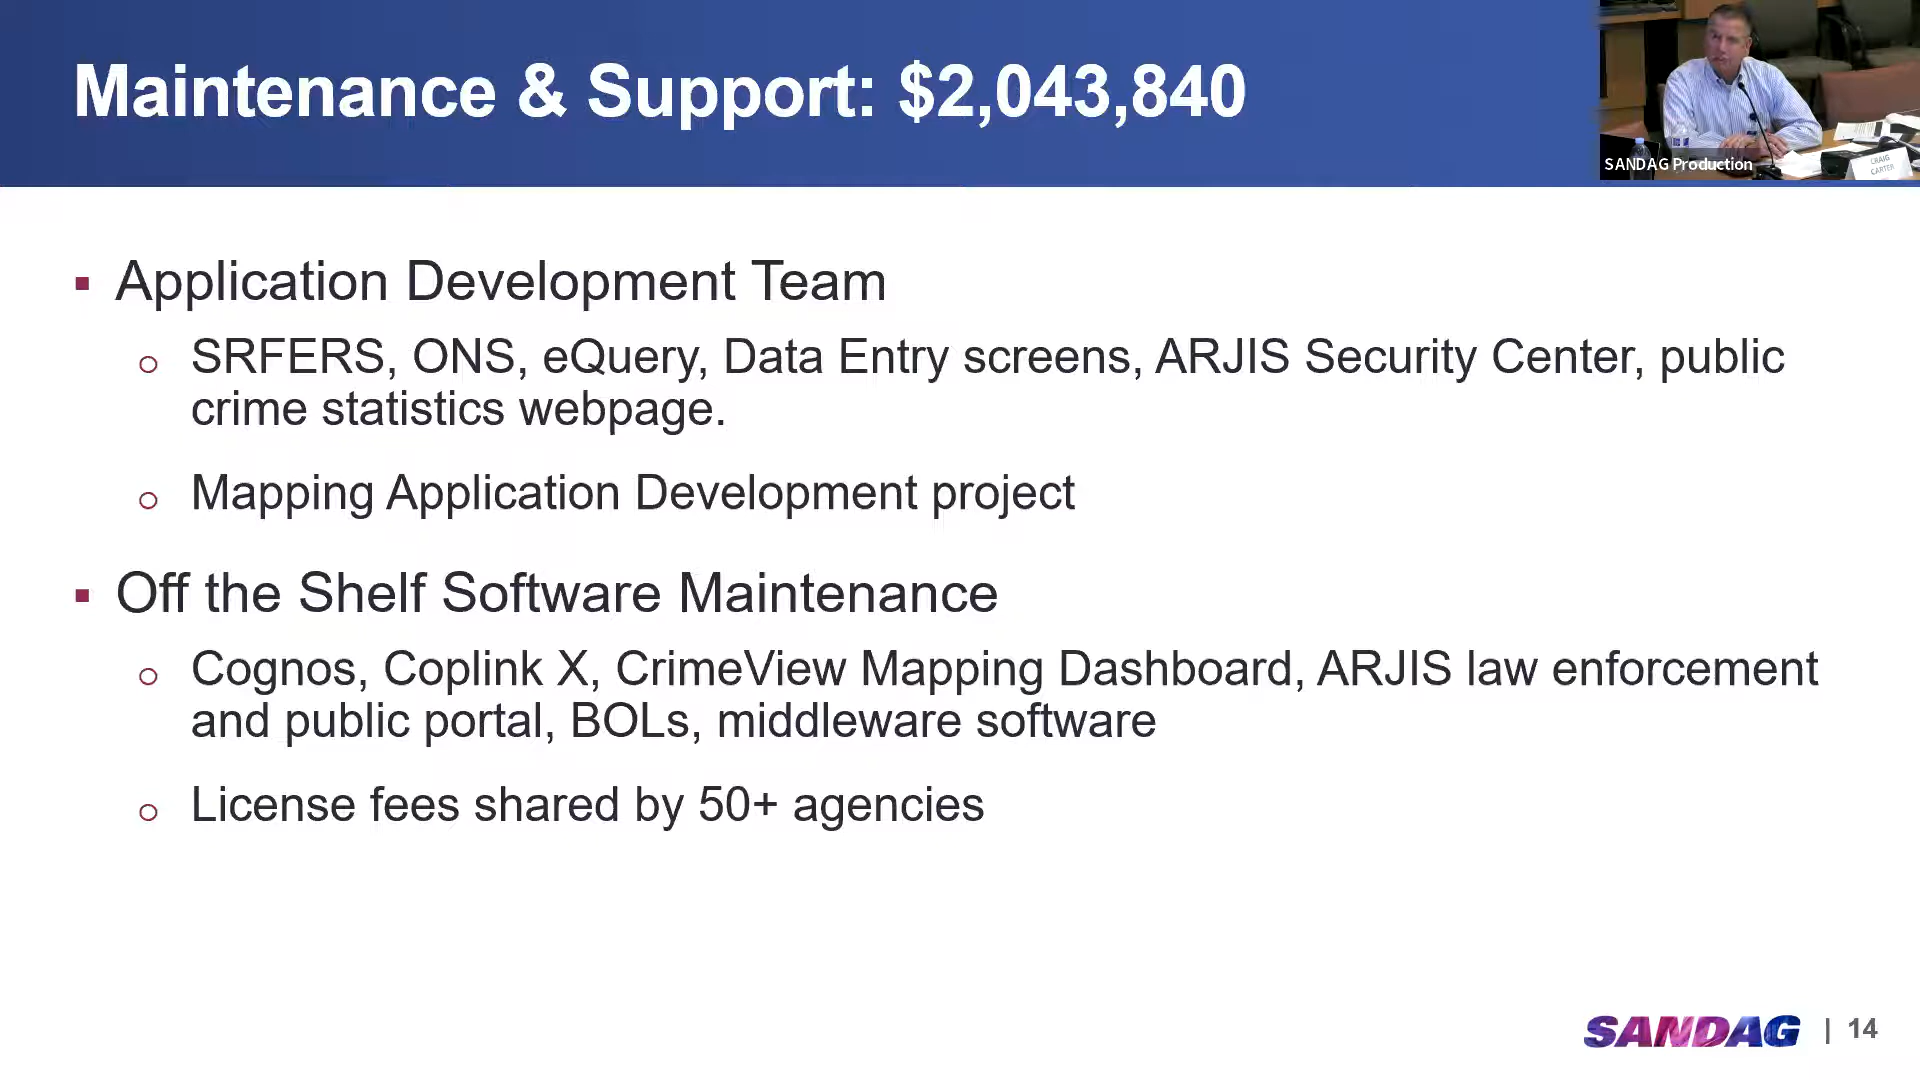 Maintenance & Support: $2,043,840
SANDAG Production
CRAIG
CARTER
▪ Application Development Team
o SRFERS, ONS, eQuery, Data Entry screens, ARJIS Security Center, public
crime statistics webpage.
o Mapping Application Development project
▪ Off the Shelf Software Maintenance
o Cognos, Coplink X, CrimeView Mapping Dashboard, ARJIS law enforcement
and public portal, BOLs, middleware software
o License fees shared by 50+ agencies
SANDAG | 14